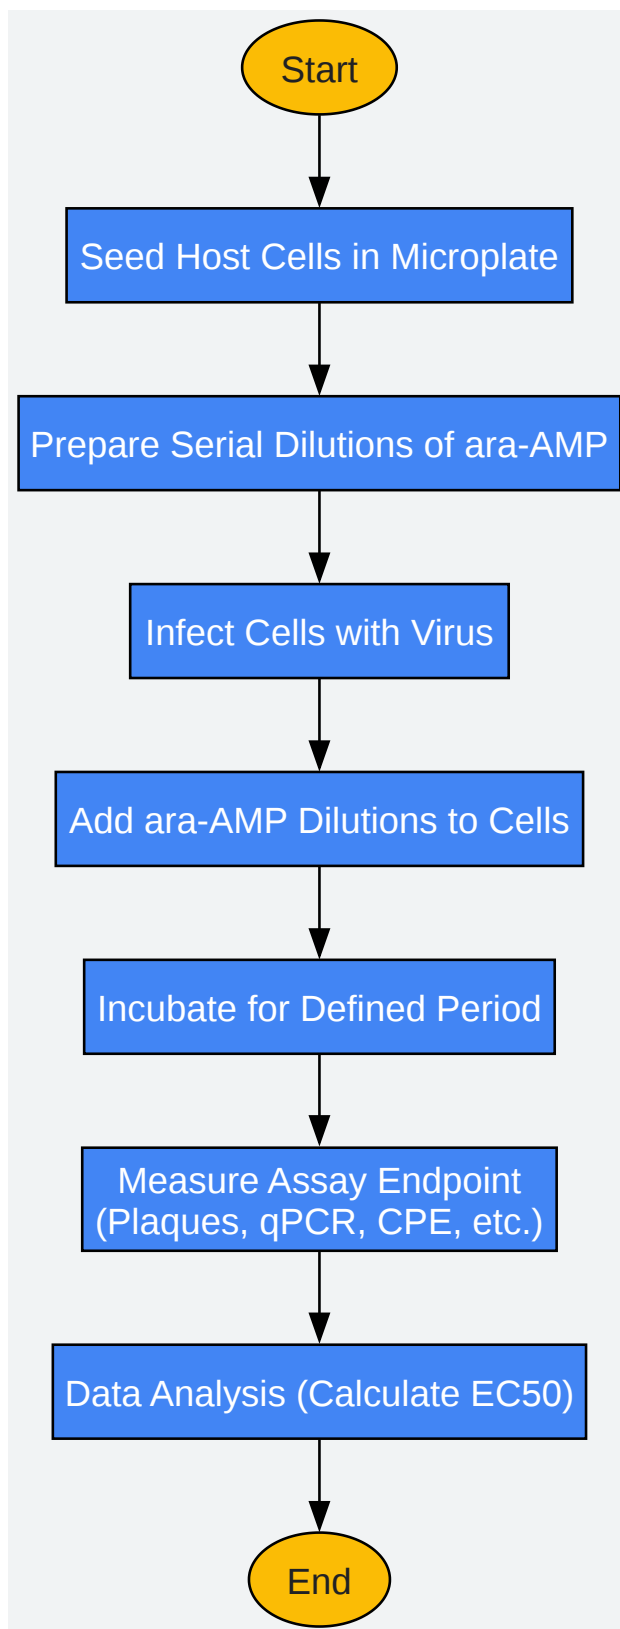 Start
Seed Host Cells in Microplate
Prepare Serial Dilutions of ara-AMP
Infect Cells with Virus
Add ara-AMP Dilutions to Cells
Incubate for Defined Period
Measure Assay Endpoint
(Plaques, qPCR, CPE, etc.)
Data Analysis (Calculate EC50)
End